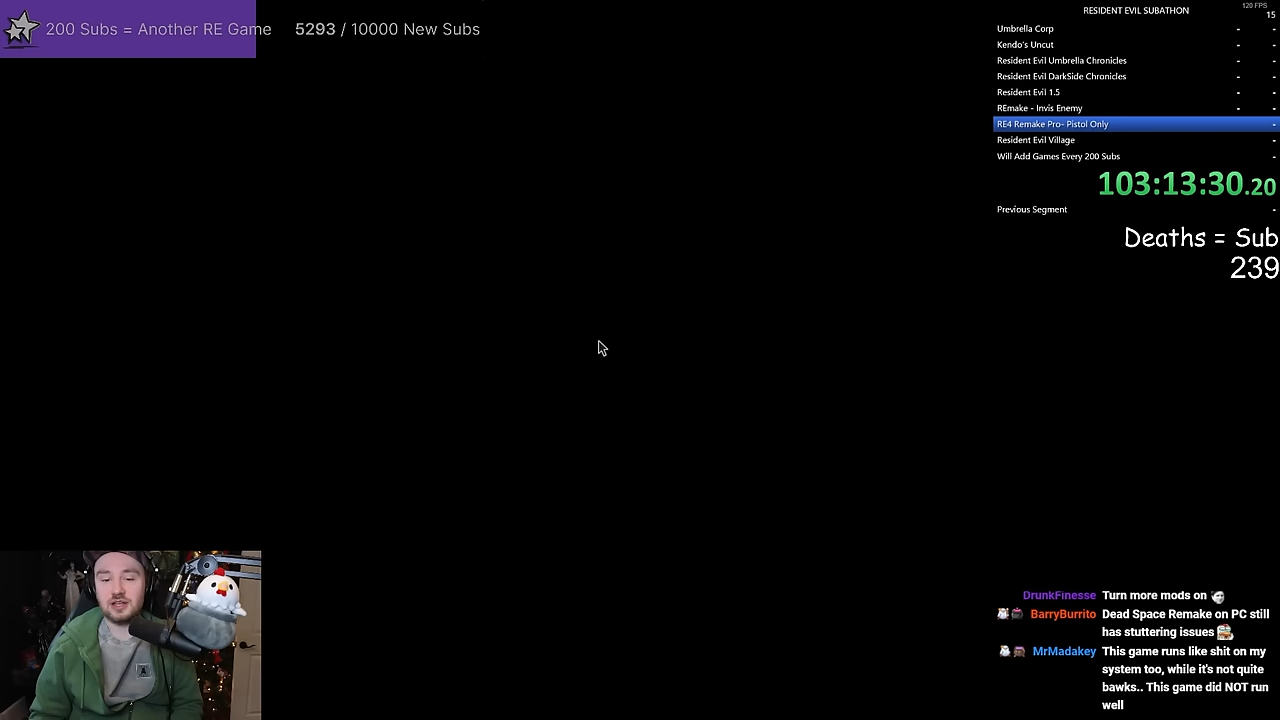 200 Subs = Another RE Game 5293 / 10000 New Subs
RESIDENT EVIL SUBATHON
120 FPS
15
Umbrella Corp - -
Kendo's Uncut - -
Resident Evil Umbrella Chronicles - -
Resident Evil DarkSide Chronicles - -
Resident Evil 1.5 - -
REmake - Invis Enemy - -
RE4 Remake Pro- Pistol Only -
Resident Evil Village -
Will Add Games Every 200 Subs -
103:13:30.20
Previous Segment -
Deaths = Sub
239
DrunkFinesse Turn more mods on
BarryBurrito Dead Space Remake on PC still
has stuttering issues
MrMadakey This game runs like shit on my
system too, while it's not quite
bawks.. This game did NOT run
well
7
A